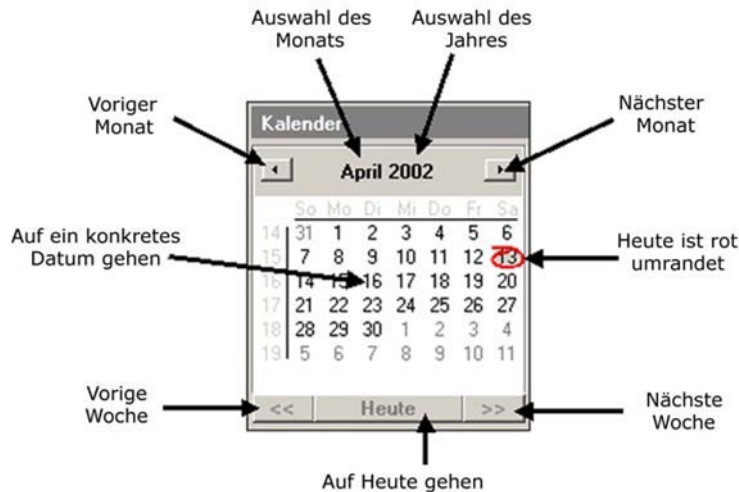 Auswahl des
Monats
Auswahl des
Jahres
Voriger
Monat
Nächster
Monat
Kalender
April 2002
So Mo Di Mi Do Fr Sa
14 31 1 2 3 4 5 6
15 7 8 9 10 11 12 13
16 14 15 16 17 18 19 20
17 21 22 23 24 25 26 27
18 28 29 30 1 2 3 4
19 5 6 7 8 9 10 11
Auf ein konkretes
Datum gehen
Heute ist rot
umrandet
Vorige
Woche
<< Heute >>
Nächste
Woche
Auf Heute gehen